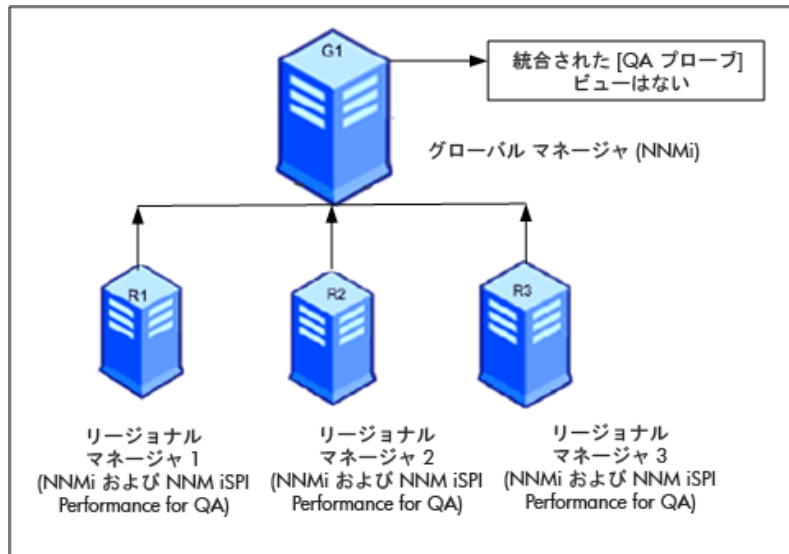 G1
統合された [QA プローブ]
ビューはない
グローバル マネージャ (NNMi)
R1
R2
R3
リージョナル
マネージャ 1
(NNMi および NNM iSPI
Performance for QA)
リージョナル
マネージャ 2
(NNMi および NNM iSPI
Performance for QA)
リージョナル
マネージャ 3
(NNMi および NNM iSPI
Performance for QA)